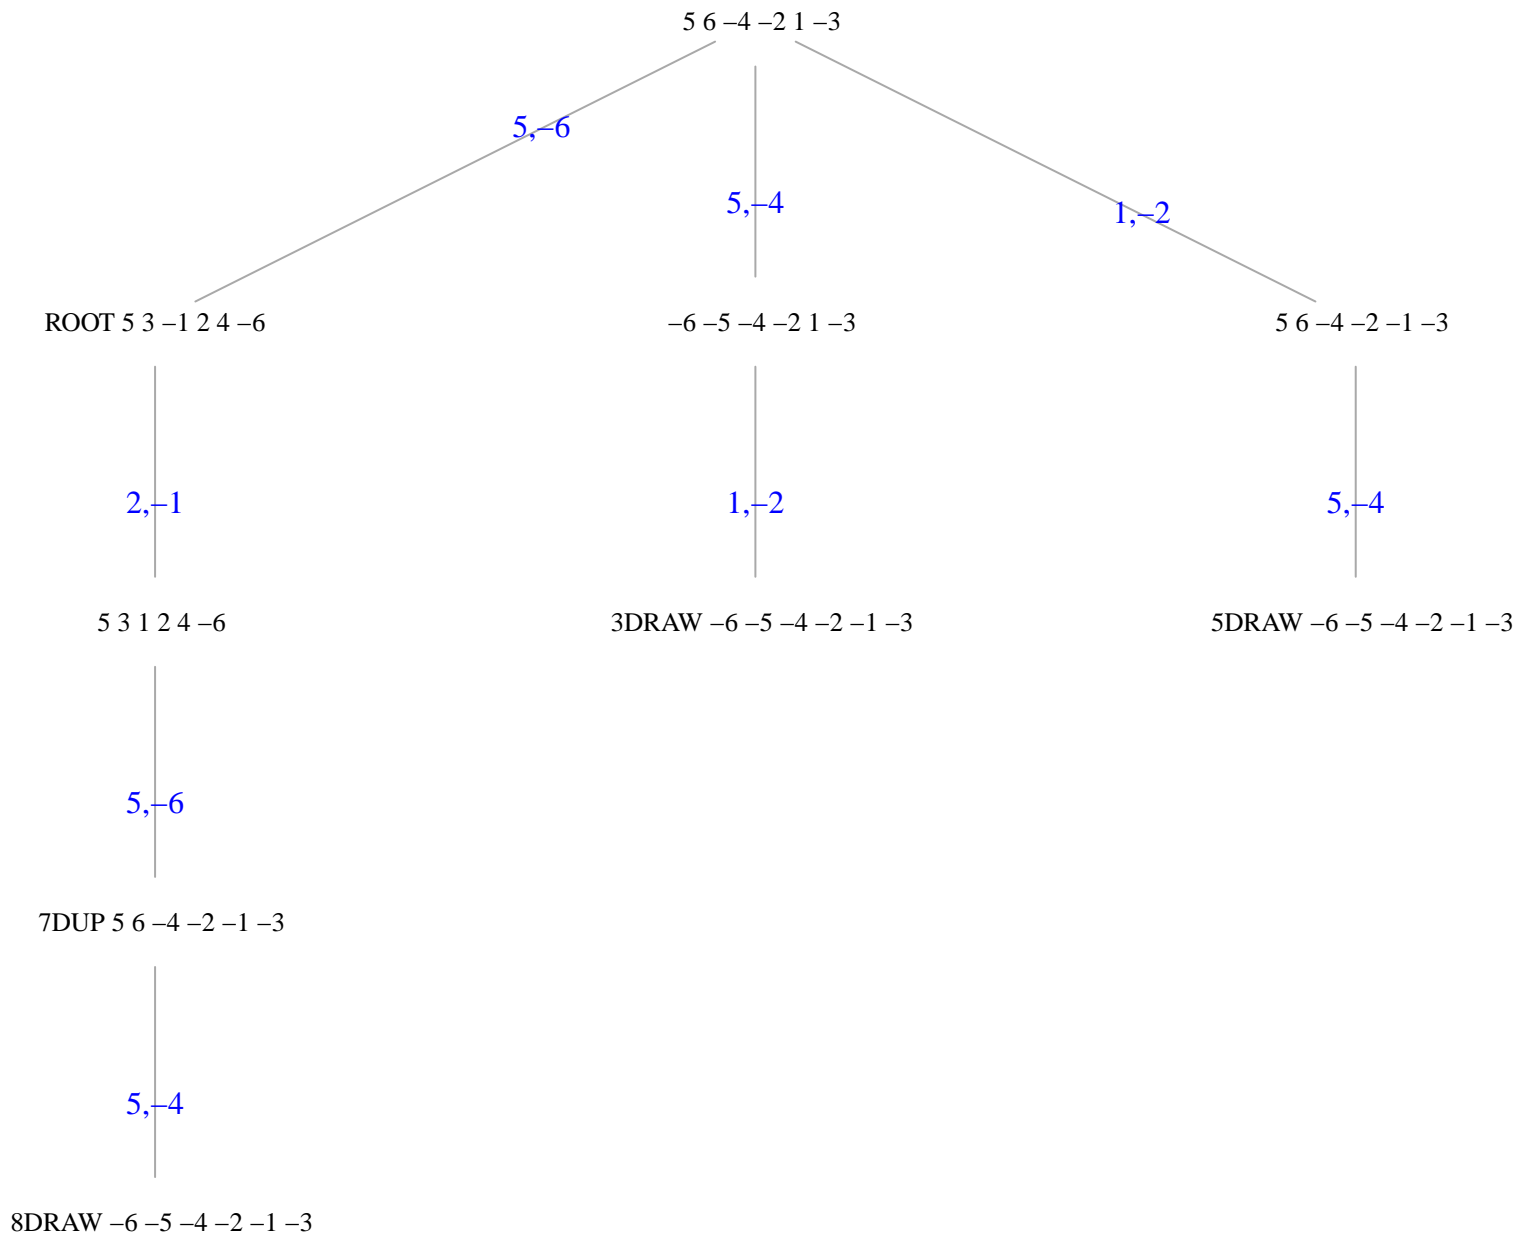 5 6 –4 –2 1 –3
5,–6
5,–4
1,–2
ROOT 5 3 –1 2 4 –6
–6 –5 –4 –2 1 –3
5 6 –4 –2 –1 –3
2,–1
1,–2
5,–4
5 3 1 2 4 –6
3DRAW –6 –5 –4 –2 –1 –3
5DRAW –6 –5 –4 –2 –1 –3
5,–6
7DUP 5 6 –4 –2 –1 –3
5,–4
8DRAW –6 –5 –4 –2 –1 –3